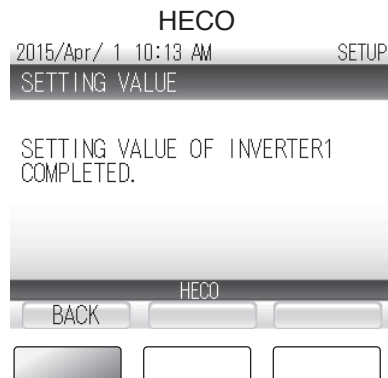 HECO
2015/Apr/ 1 10:13 AM SETUP
SETTING VALUE
SETTING VALUE OF INVERTER1
COMPLETED.
HECO
BACK